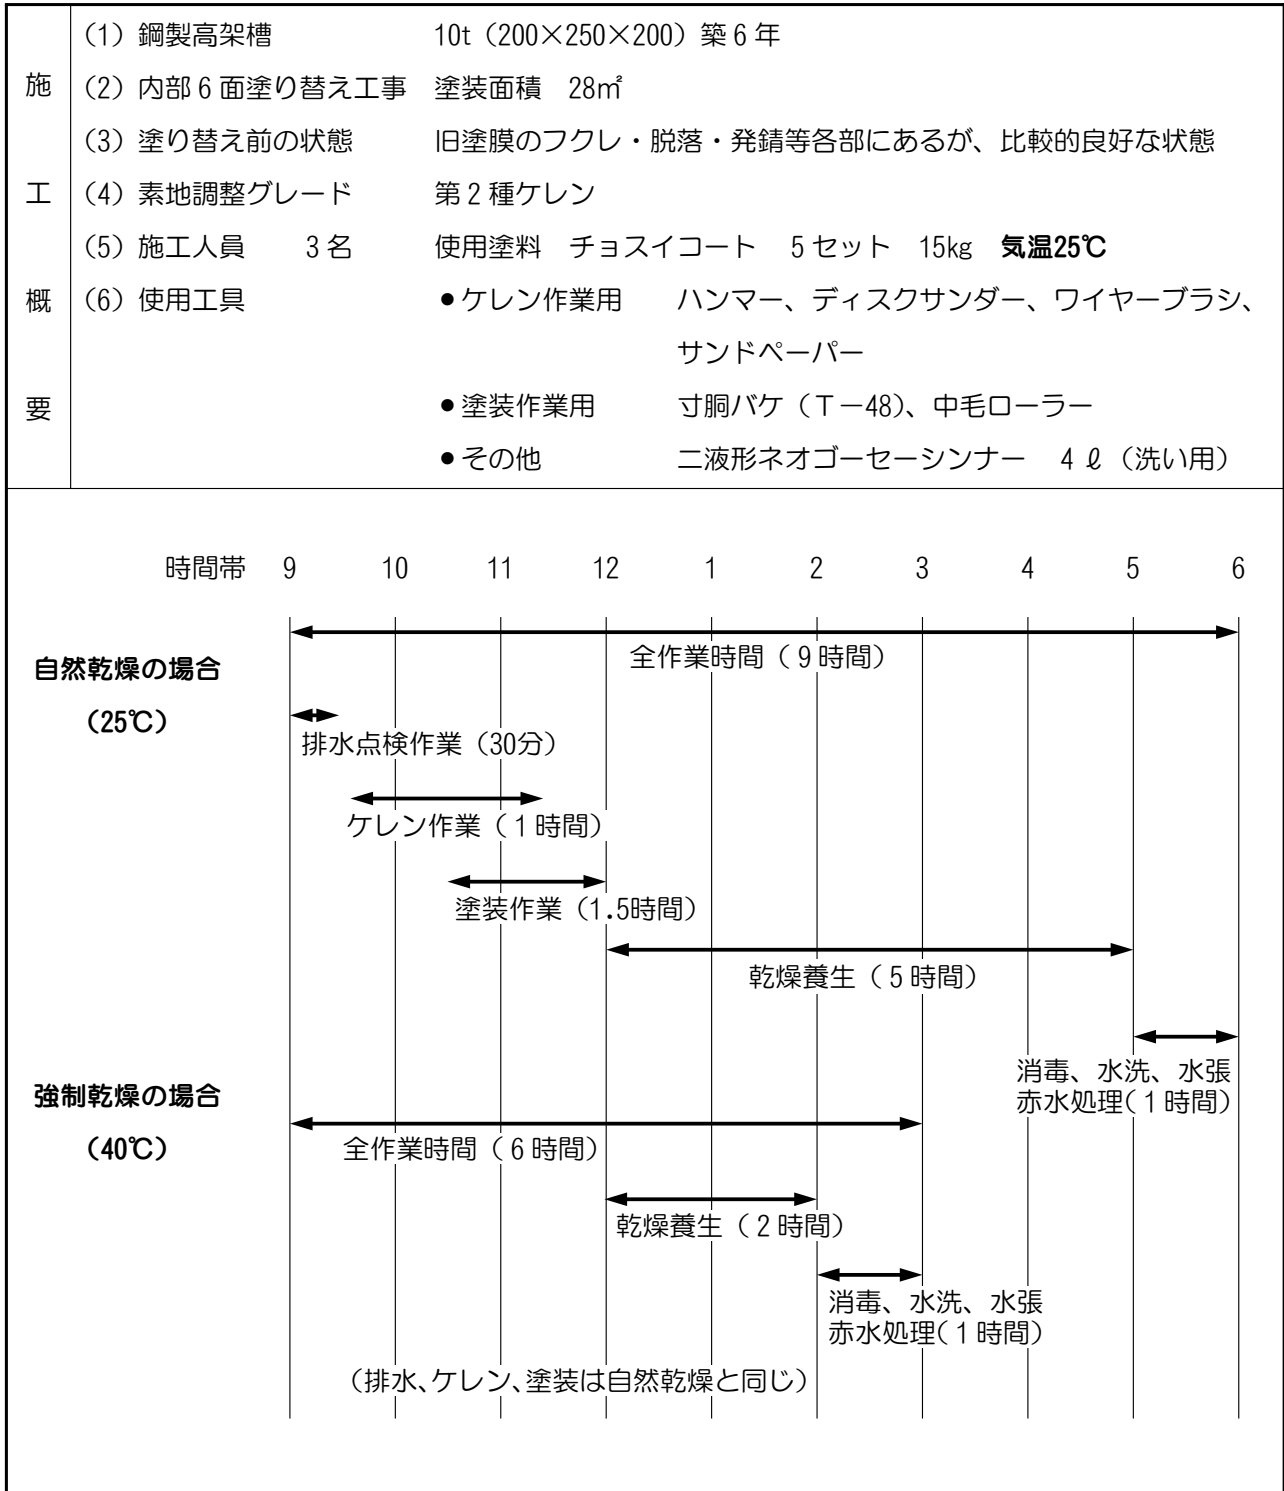 施工概要
(1) 鋼製高架槽　10t（200×250×200）築6年
(2) 内部6面塗り替え工事　塗装面積　28㎡
(3) 塗り替え前の状態　旧塗膜のフクレ・脱落・発錆等各部にあるが、比較的良好な状態
(4) 素地調整グレード　第2種ケレン
(5) 施工人員　3名　使用塗料　チョスイコート　5セット　15kg　気温25℃
(6) 使用工具　●ケレン作業用　ハンマー、ディスクサンダー、ワイヤーブラシ、
サンドペーパー
●塗装作業用　寸胴バケ（T－48）、中毛ローラー
●その他　二液形ネオゴーセーシンナー　4ℓ（洗い用）
時間帯　9　10　11　12　1　2　3　4　5　6
全作業時間（9時間）
自然乾燥の場合
（25℃）
排水点検作業（30分）
ケレン作業（1時間）
塗装作業（1.5時間）
乾燥養生（5時間）
消毒、水洗、水張
赤水処理（1時間）
強制乾燥の場合
（40℃）
全作業時間（6時間）
乾燥養生（2時間）
消毒、水洗、水張
赤水処理（1時間）
（排水、ケレン、塗装は自然乾燥と同じ）